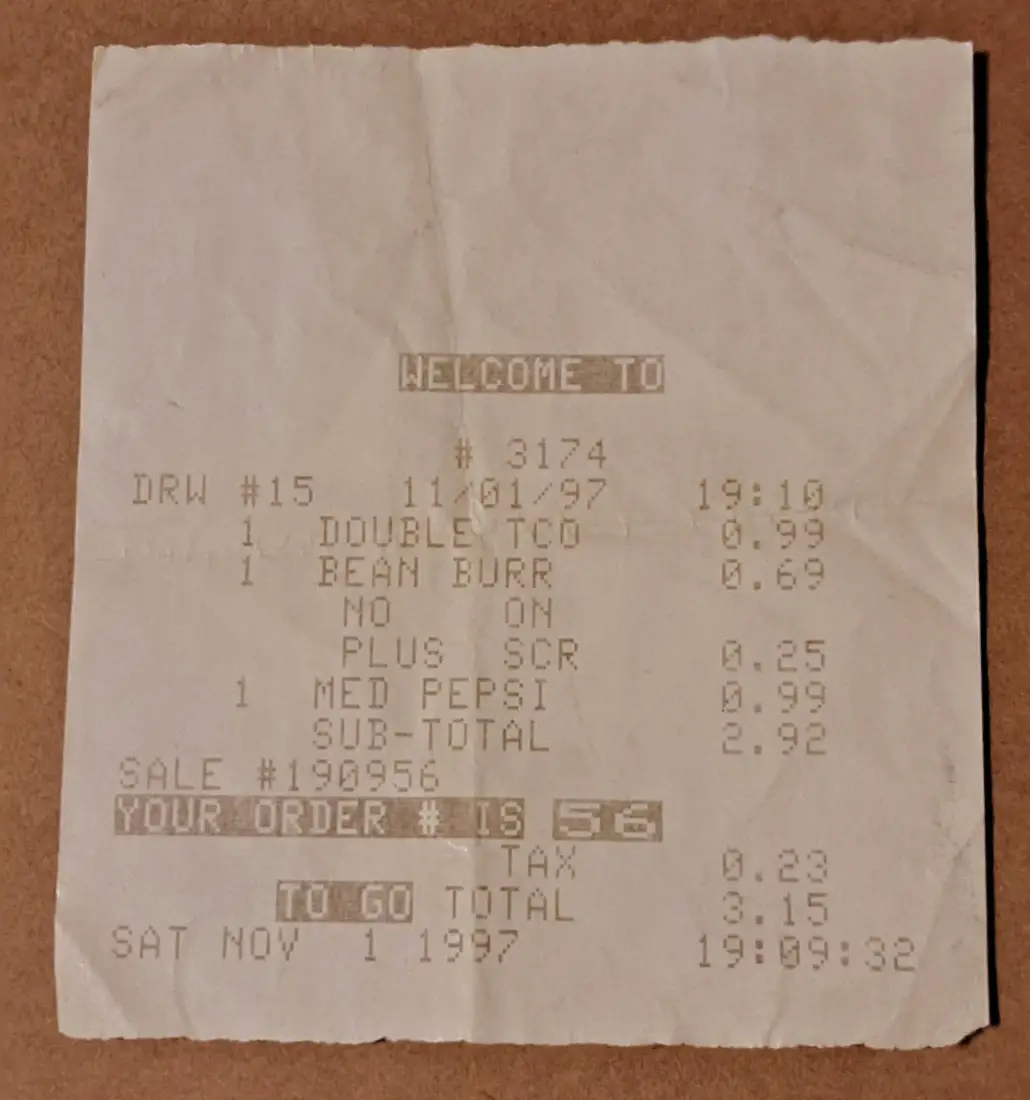 WELCOME TO
# 3174
DRW #15 11/01/97 19:10
1 DOUBLE TCO 0.99
1 BEAN BURR 0.69
NO ON
PLUS SCR 0.25
1 MED PEPSI 0.99
SUB-TOTAL 2.92
SALE #190956
YOUR ORDER # IS 56
TAX 0.23
TO GO TOTAL 3.15
SAT NOV 1 1997 19:09:32